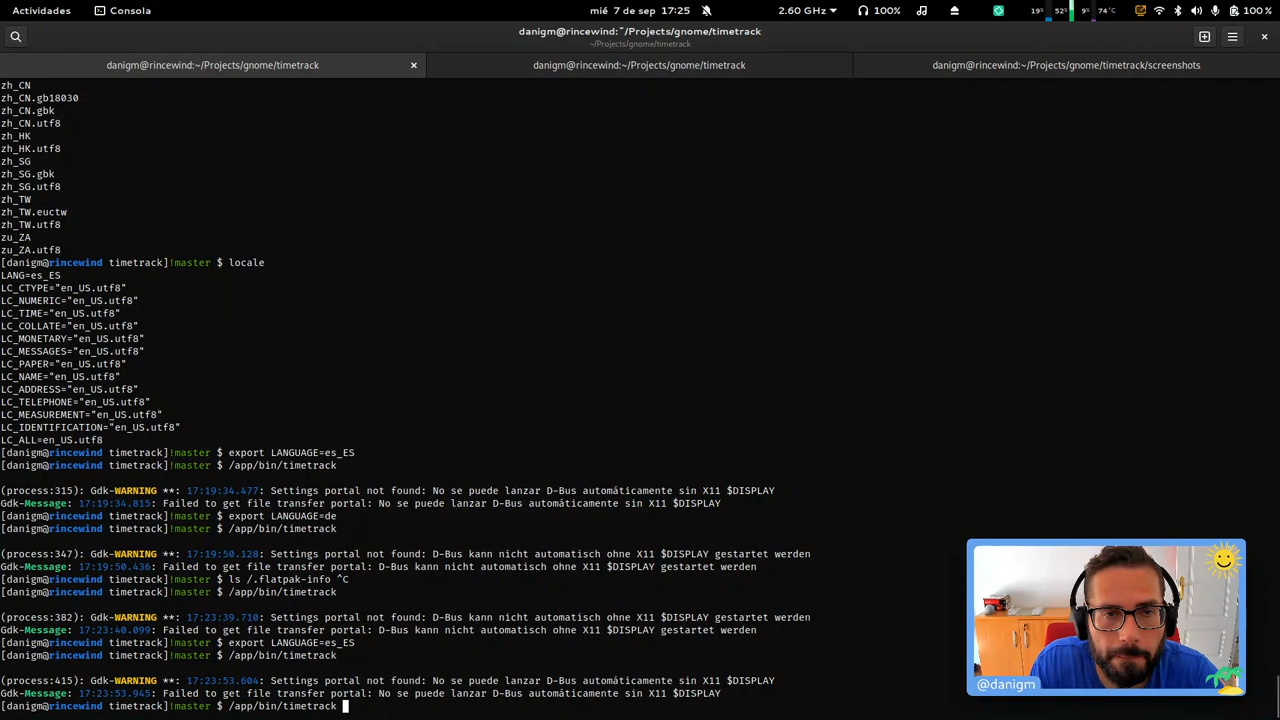 Actividades
Consola
mié 7 de sep 17:25
2.60 GHz
100%
19%
52%
9%
74°C
100 %
danigm@rincewind:~/Projects/gnome/timetrack
~/Projects/gnome/timetrack
danigm@rincewind:~/Projects/gnome/timetrack
danigm@rincewind:~/Projects/gnome/timetrack
danigm@rincewind:~/Projects/gnome/timetrack/screenshots
zh_CN
zh_CN.gb18030
zh_CN.gbk
zh_CN.utf8
zh_HK
zh_HK.utf8
zh_SG
zh_SG.gbk
zh_SG.utf8
zh_TW
zh_TW.euctw
zh_TW.utf8
zu_ZA
zu_ZA.utf8
[danigm@rincewind timetrack]!master $ locale
LANG=es_ES
LC_CTYPE="en_US.utf8"
LC_NUMERIC="en_US.utf8"
LC_TIME="en_US.utf8"
LC_COLLATE="en_US.utf8"
LC_MONETARY="en_US.utf8"
LC_MESSAGES="en_US.utf8"
LC_PAPER="en_US.utf8"
LC_NAME="en_US.utf8"
LC_ADDRESS="en_US.utf8"
LC_TELEPHONE="en_US.utf8"
LC_MEASUREMENT="en_US.utf8"
LC_IDENTIFICATION="en_US.utf8"
LC_ALL=en_US.utf8
[danigm@rincewind timetrack]!master $ export LANGUAGE=es_ES
[danigm@rincewind timetrack]!master $ /app/bin/timetrack
(process:315): Gdk-WARNING **: 17:19:34.477: Settings portal not found: No se puede lanzar D-Bus automáticamente sin X11 $DISPLAY
Gdk-Message: 17:19:34.815: Failed to get file transfer portal: No se puede lanzar D-Bus automáticamente sin X11 $DISPLAY
[danigm@rincewind timetrack]!master $ export LANGUAGE=de
[danigm@rincewind timetrack]!master $ /app/bin/timetrack
(process:347): Gdk-WARNING **: 17:19:50.128: Settings portal not found: D-Bus kann nicht automatisch ohne X11 $DISPLAY gestartet werden
Gdk-Message: 17:19:50.436: Failed to get file transfer portal: D-Bus kann nicht automatisch ohne X11 $DISPLAY gestartet werden
[danigm@rincewind timetrack]!master $ ls /.flatpak-info ^C
[danigm@rincewind timetrack]!master $ /app/bin/timetrack
(process:382): Gdk-WARNING **: 17:23:39.710: Settings portal not found: D-Bus kann nicht automatisch ohne X11 $DISPLAY gestartet werden
Gdk-Message: 17:23:40.099: Failed to get file transfer portal: D-Bus kann nicht automatisch ohne X11 $DISPLAY gestartet werden
[danigm@rincewind timetrack]!master $ export LANGUAGE=es_ES
[danigm@rincewind timetrack]!master $ /app/bin/timetrack
(process:415): Gdk-WARNING **: 17:23:53.604: Settings portal not found: No se puede lanzar D-Bus automáticamente sin X11 $DISPLAY
Gdk-Message: 17:23:53.945: Failed to get file transfer portal: No se puede lanzar D-Bus automáticamente sin X11 $DISPLAY
[danigm@rincewind timetrack]!master $ /app/bin/timetrack
@danigm